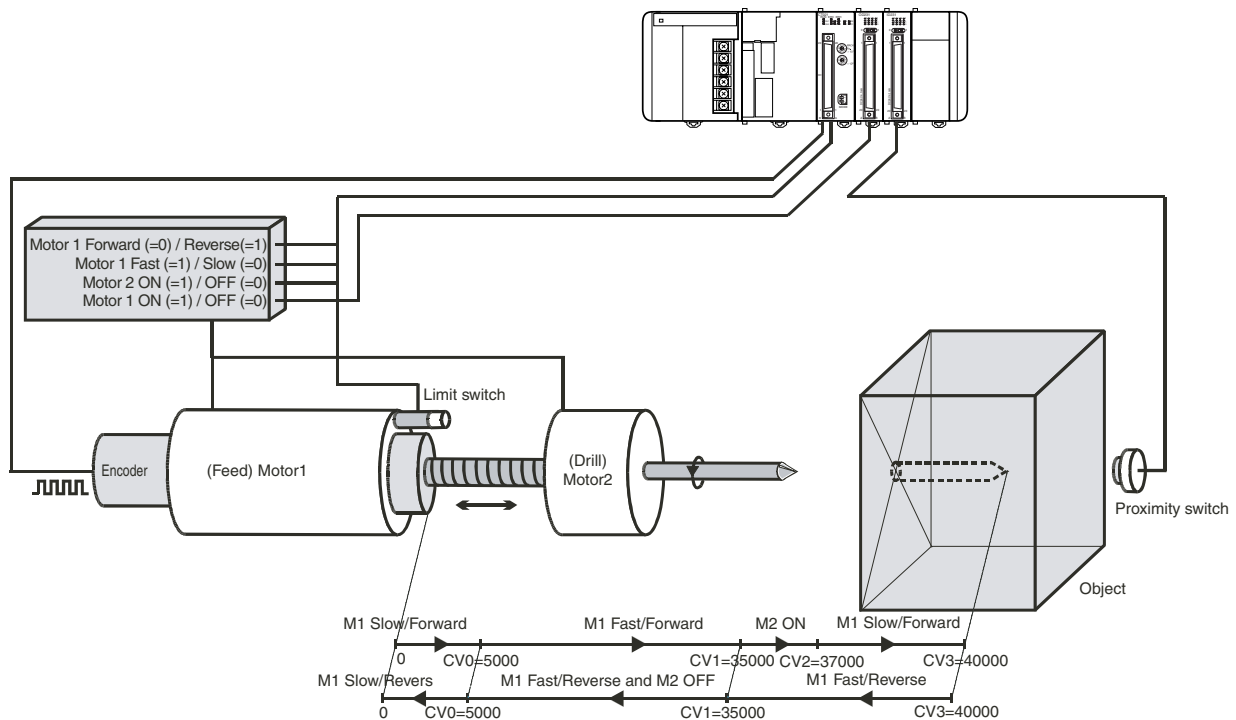 Motor 1 Forward (=0) / Reverse(=1)
Motor 1 Fast (=1) / Slow (=0)
Motor 2 ON (=1) / OFF (=0)
Motor 1 ON (=1) / OFF (=0)
Limit switch
Encoder
(Feed) Motor1
(Drill)
Motor2
Proximity switch
Object
M1 Slow/Forward M1 Fast/Forward M2 ON M1 Slow/Forward
0 CV0=5000 CV1=35000 CV2=37000 CV3=40000
M1 Slow/Revers M1 Fast/Reverse and M2 OFF M1 Fast/Reverse
0 CV0=5000 CV1=35000 CV3=40000